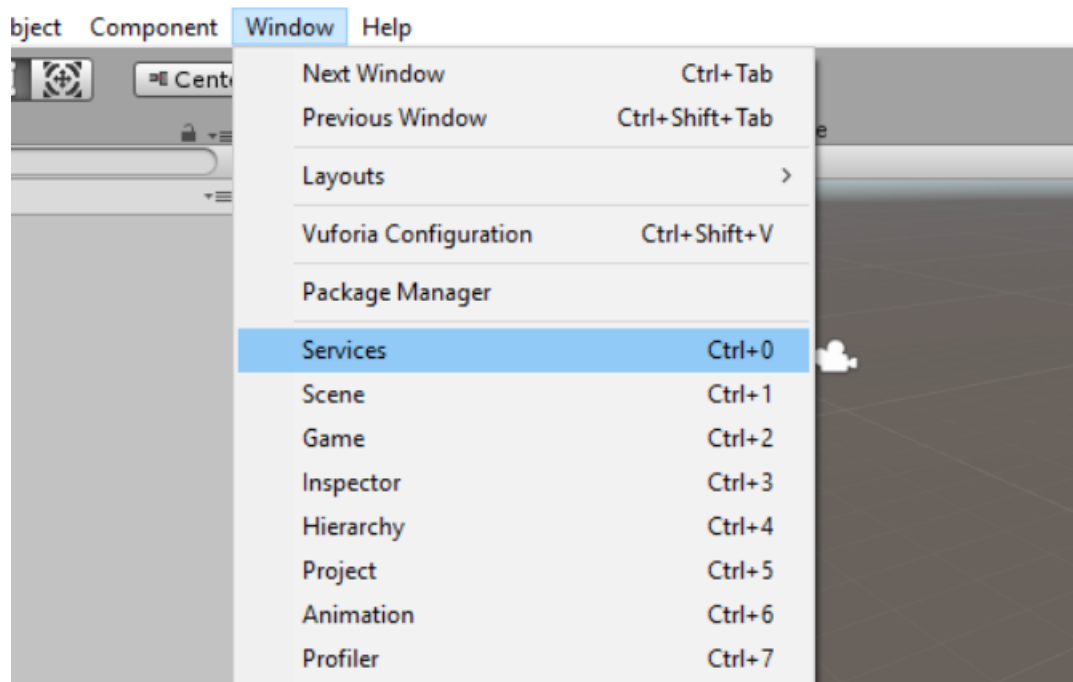 bject Component Window Help
Cente
e
Next Window Ctrl+Tab
Previous Window Ctrl+Shift+Tab
Layouts
Vuforia Configuration Ctrl+Shift+V
Package Manager
Services Ctrl+0
Scene Ctrl+1
Game Ctrl+2
Inspector Ctrl+3
Hierarchy Ctrl+4
Project Ctrl+5
Animation Ctrl+6
Profiler Ctrl+7